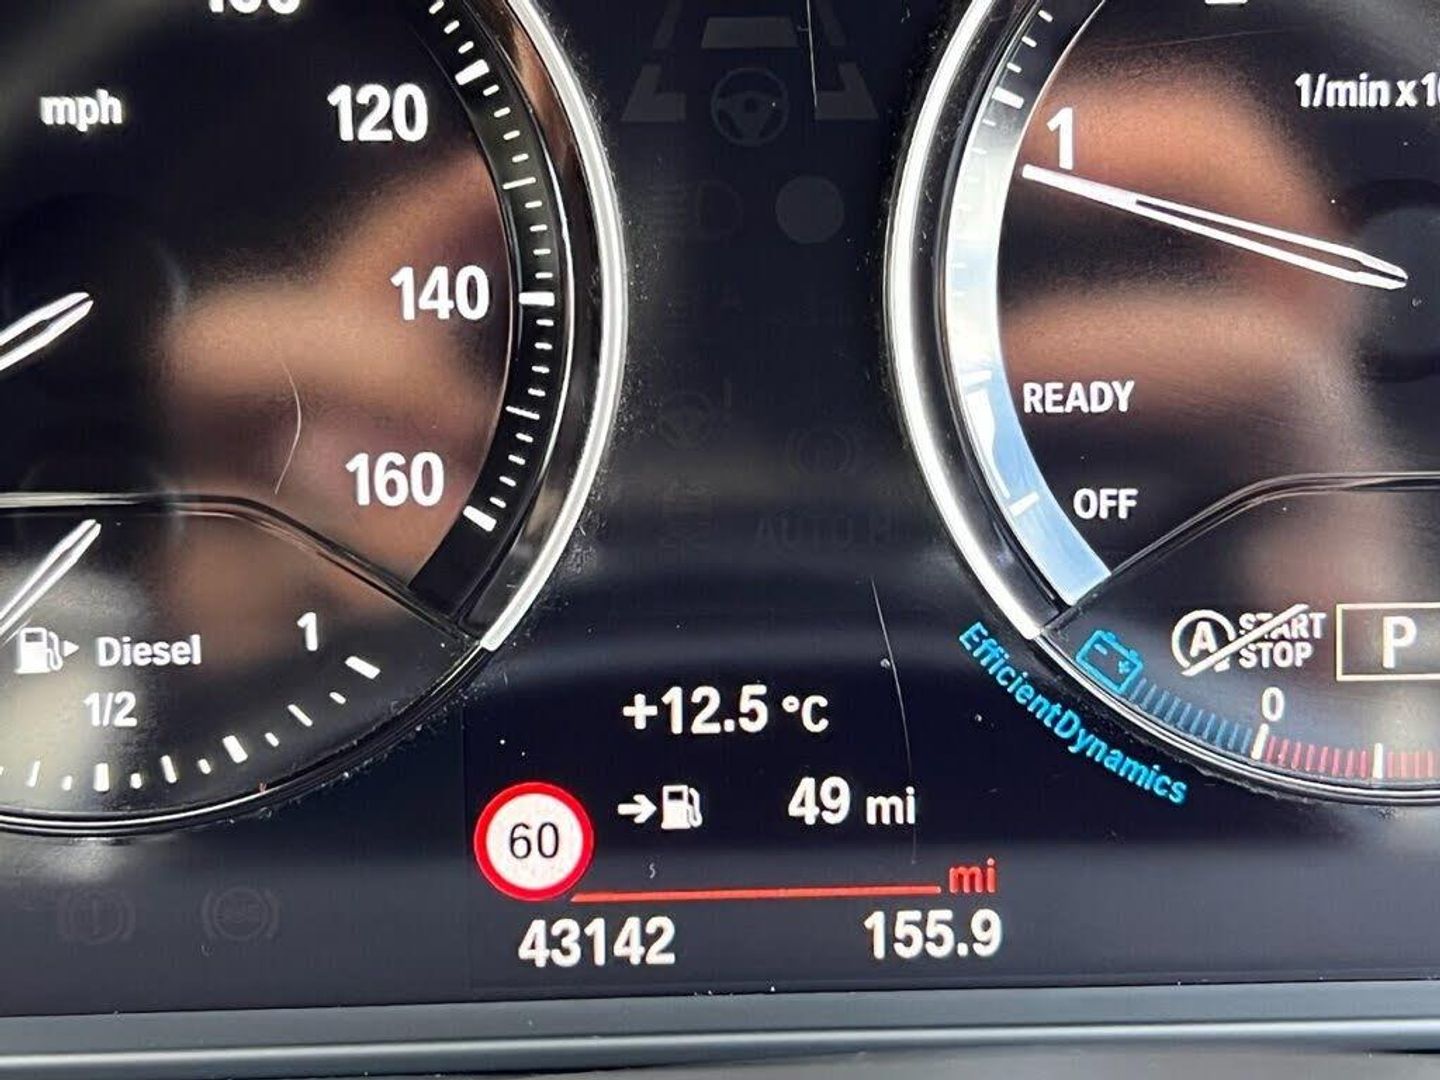 mph
120
140
160
Diesel
1/2
1
+12.5 °C
49 mi
60
mi
43142
155.9
1/min x1
1
READY
OFF
A START STOP
P
0
EfficientDynamics